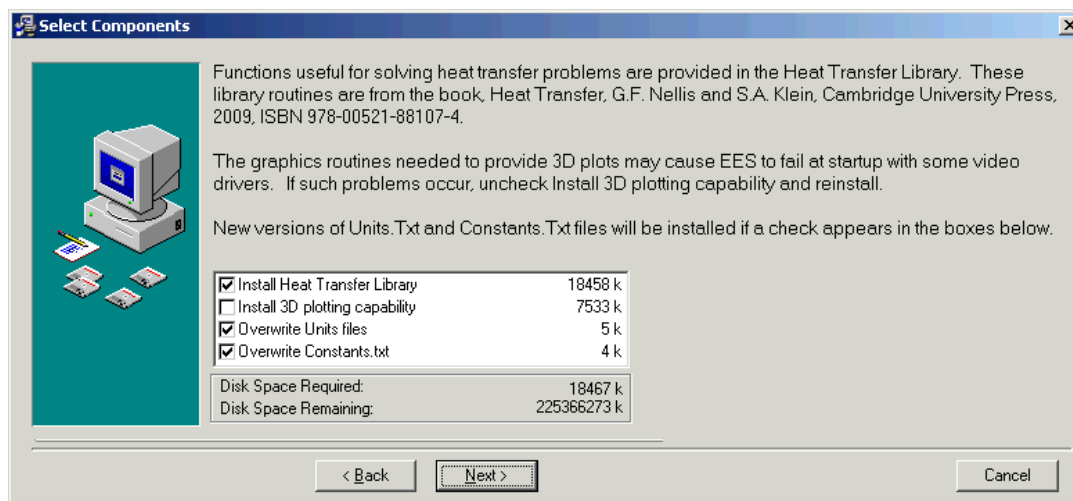 Select Components
Functions useful for solving heat transfer problems are provided in the Heat Transfer Library. These
library routines are from the book, Heat Transfer, G.F. Nellis and S.A. Klein, Cambridge University Press,
2009, ISBN 978-00521-88107-4.
The graphics routines needed to provide 3D plots may cause EES to fail at startup with some video
drivers. If such problems occur, uncheck Install 3D plotting capability and reinstall.
New versions of Units.Txt and Constants.Txt files will be installed if a check appears in the boxes below.
Install Heat Transfer Library 18458 k
Install 3D plotting capability 7533 k
Overwrite Units files 5 k
Overwrite Constants.txt 4 k
Disk Space Required: 18467 k
Disk Space Remaining: 225366273 k
< Back Next > Cancel